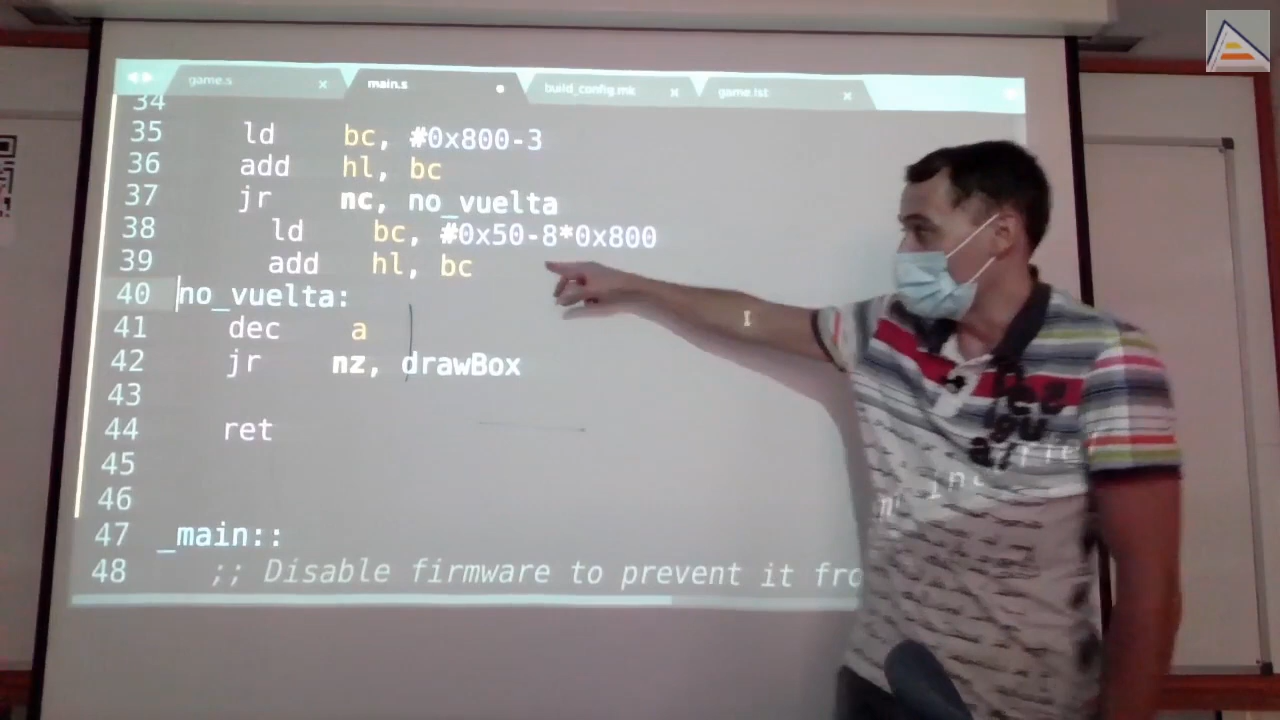 game.s × main.s build_config.mk × game.lst ×
34
35 ld bc, #0x800-3
36 add hl, bc
37 jr nc, no_vuelta
38 ld bc, #0x50-8*0x800
39 add hl, bc
40 no_vuelta:
41 dec a
42 jr nz, drawBox
43
44 ret
45
46
47 _main::
48 ;; Disable firmware to prevent it fro